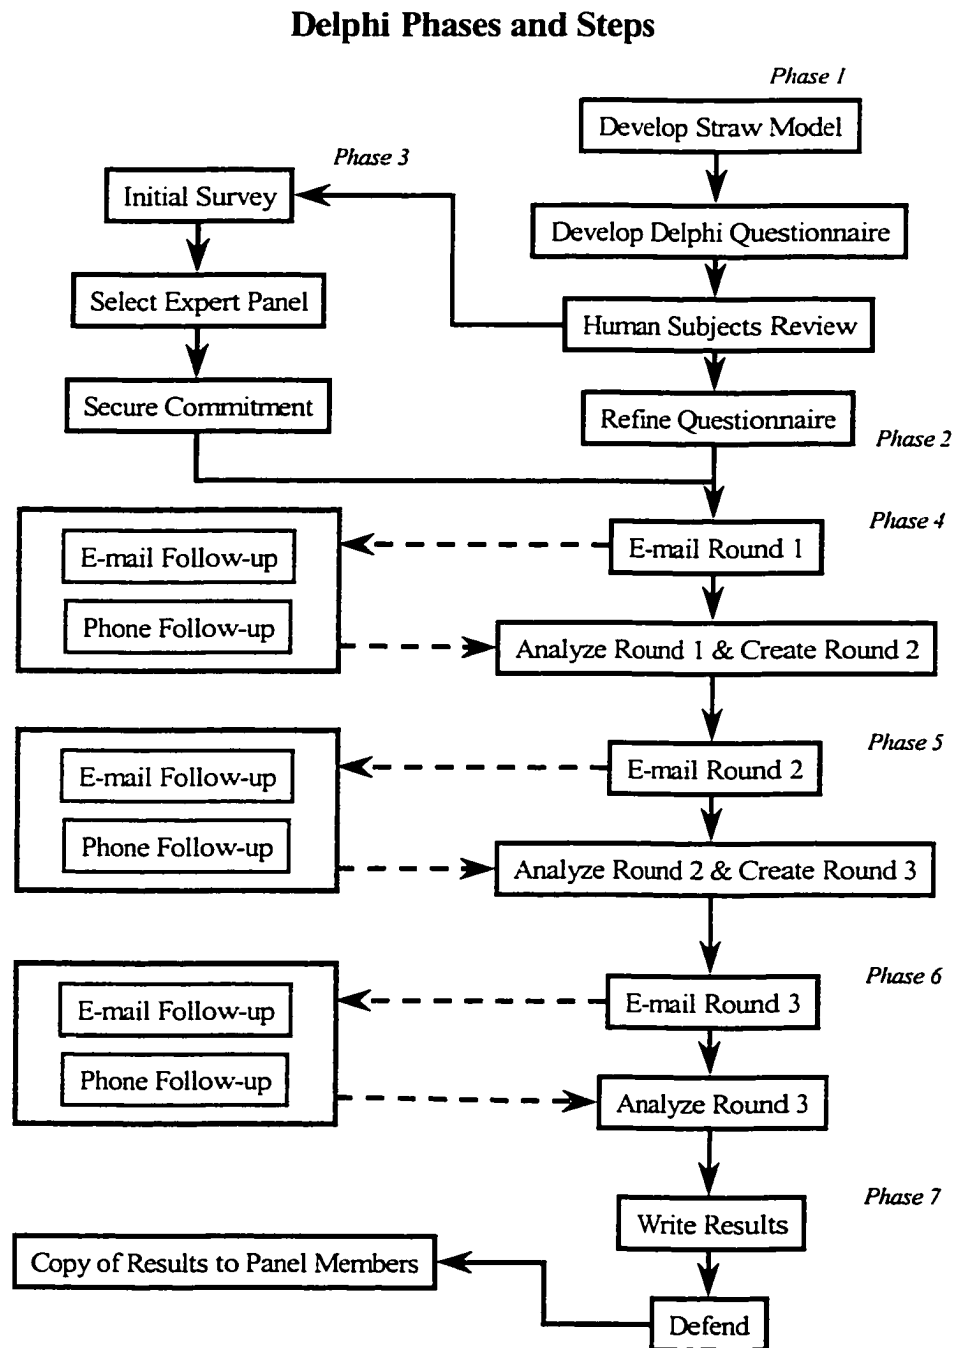 Delphi Phases and Steps
Phase 1
Develop Straw Model
Phase 3
Initial Survey
Develop Delphi Questionnaire
Select Expert Panel
Human Subjects Review
Secure Commitment
Refine Questionnaire
Phase 2
Phase 4
E-mail Follow-up
E-mail Round 1
Phone Follow-up
Analyze Round 1 & Create Round 2
Phase 5
E-mail Follow-up
E-mail Round 2
Phone Follow-up
Analyze Round 2 & Create Round 3
Phase 6
E-mail Follow-up
E-mail Round 3
Phone Follow-up
Analyze Round 3
Phase 7
Write Results
Copy of Results to Panel Members
Defend